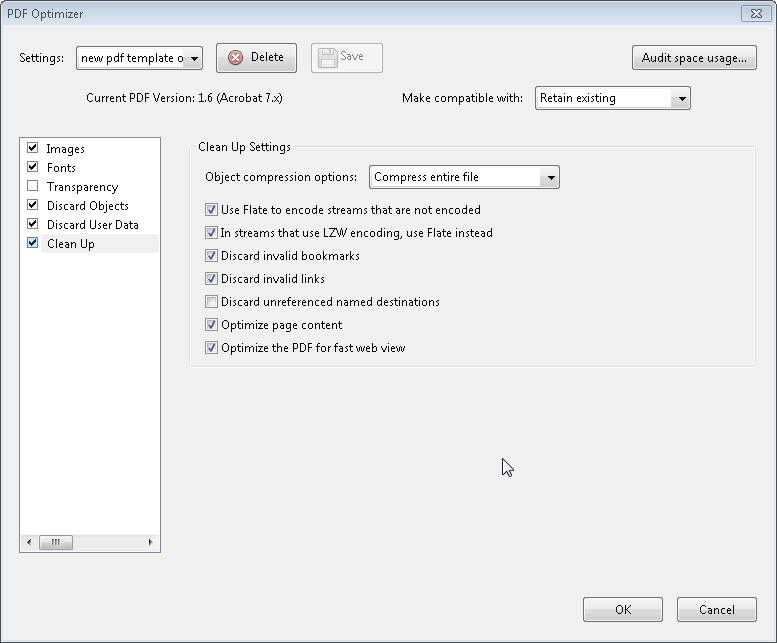 PDF Optimizer
Settings: new pdf template o Delete Save Audit space usage...
Current PDF Version: 1.6 (Acrobat 7.x) Make compatible with: Retain existing
Images
Fonts
Transparency
Discard Objects
Discard User Data
Clean Up
Clean Up Settings
Object compression options: Compress entire file
Use Flate to encode streams that are not encoded
In streams that use LZW encoding, use Flate instead
Discard invalid bookmarks
Discard invalid links
Discard unreferenced named destinations
Optimize page content
Optimize the PDF for fast web view
OK Cancel